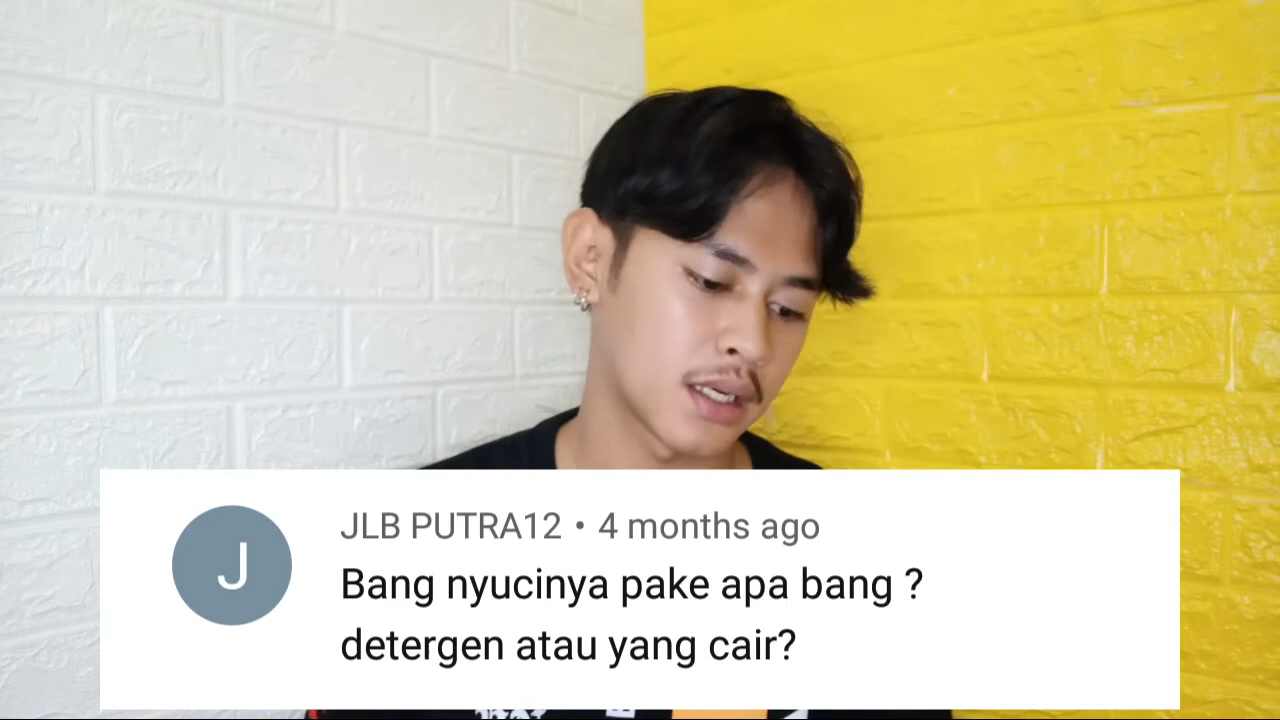 J
JLB PUTRA12 • 4 months ago
Bang nyucinya pake apa bang ?
detergen atau yang cair?